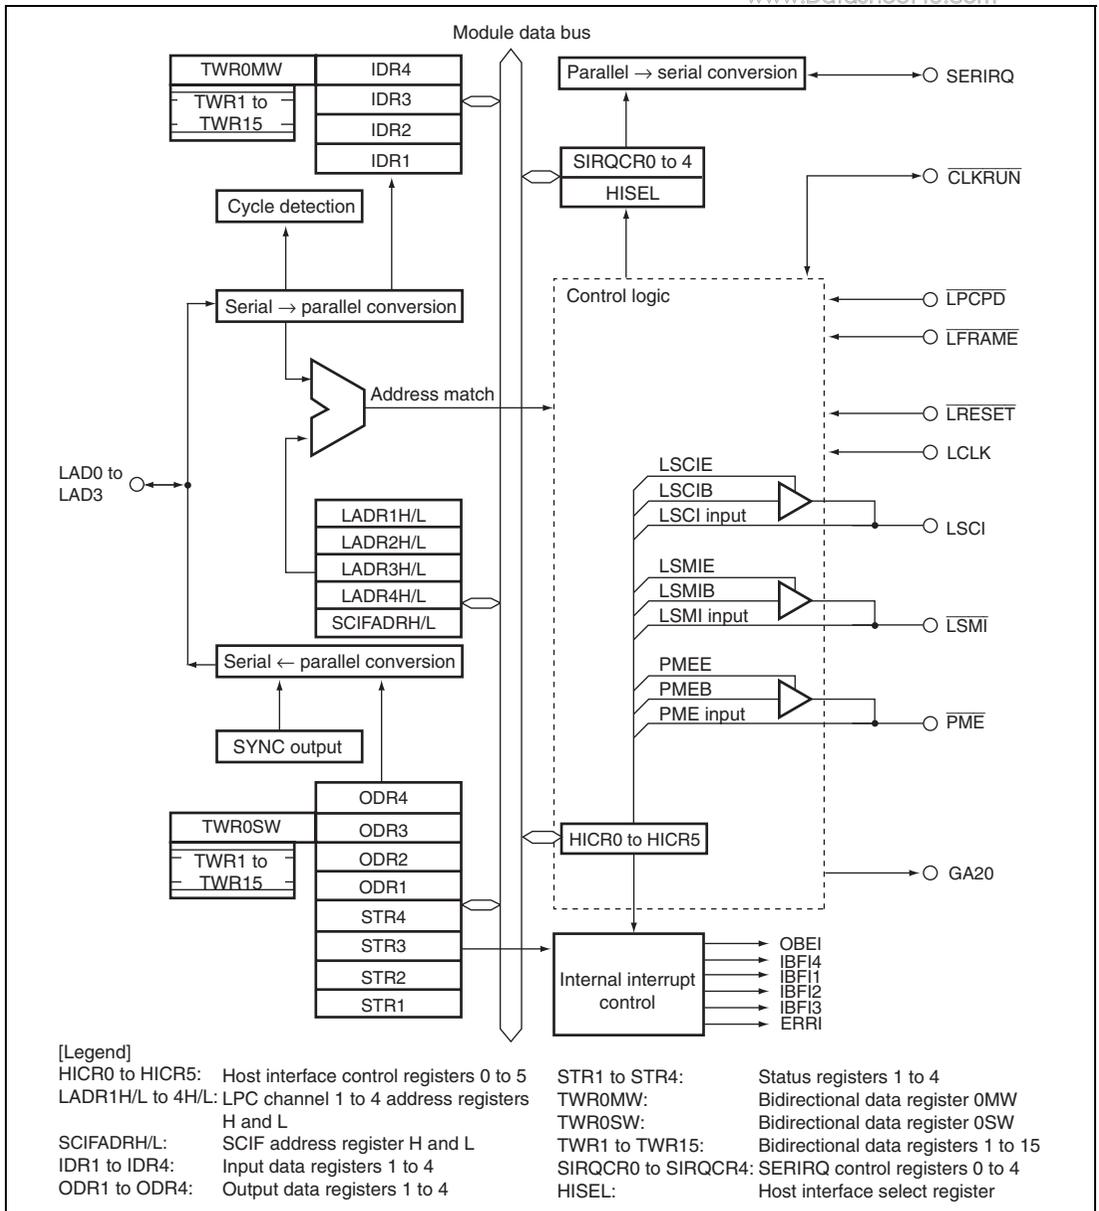 Module data bus
TWR0MW
TWR1 to
TWR15
IDR4
IDR3
IDR2
IDR1
Parallel → serial conversion
SERIRQ
SIRQCR0 to 4
HISEL
CLKRUN
Cycle detection
Serial → parallel conversion
Control logic
LPCPD
LFRAME
Address match
LRESET
LCLK
LAD0 to
LAD3
LSCIE
LSCIB
LSCI input
LSCI
LADR1H/L
LADR2H/L
LADR3H/L
LADR4H/L
SCIFADRH/L
LSMIE
LSMIB
LSMI input
LSMI
Serial ← parallel conversion
PMEE
PMEB
PME input
PME
SYNC output
ODR4
ODR3
ODR2
ODR1
STR4
STR3
STR2
STR1
TWR0SW
TWR1 to
TWR15
HICR0 to HICR5
GA20
Internal interrupt
control
OBEI
IBFI4
IBFI1
IBFI2
IBFI3
ERRI
[Legend]
HICR0 to HICR5: Host interface control registers 0 to 5
LADR1H/L to 4H/L: LPC channel 1 to 4 address registers
H and L
SCIFADRH/L: SCIF address register H and L
IDR1 to IDR4: Input data registers 1 to 4
ODR1 to ODR4: Output data registers 1 to 4
STR1 to STR4: Status registers 1 to 4
TWR0MW: Bidirectional data register 0MW
TWR0SW: Bidirectional data register 0SW
TWR1 to TWR15: Bidirectional data registers 1 to 15
SIRQCR0 to SIRQCR4: SERIRQ control registers 0 to 4
HISEL: Host interface select register